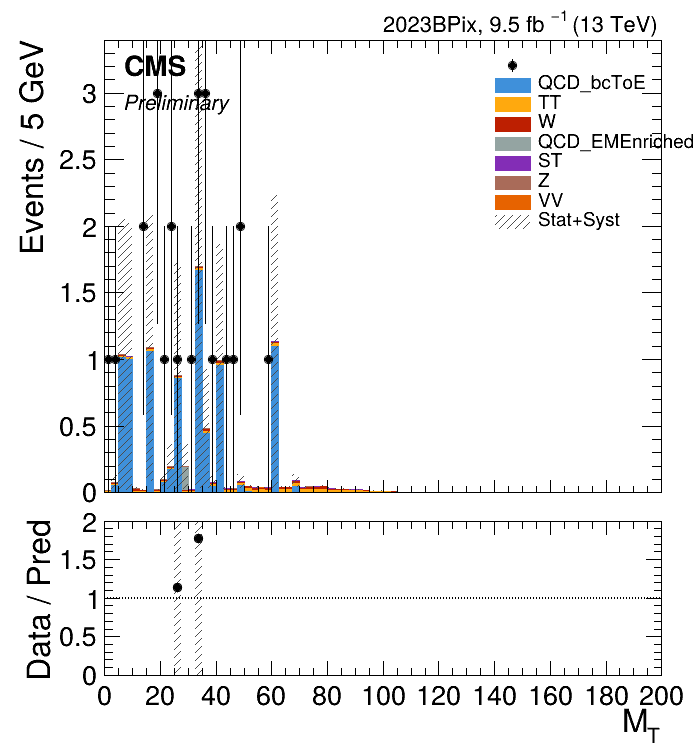 2023BPix, 9.5 fb⁻¹ (13 TeV)
Events / 5 GeV
CMS
Preliminary
QCD_bcToE
TT
W
QCD_EMEnriched
ST
Z
VV
Stat+Syst
3
2.5
2
1.5
1
0.5
0
Data / Pred
2
1.5
1
0.5
0
0 20 40 60 80 100 120 140 160 180 200
M_T